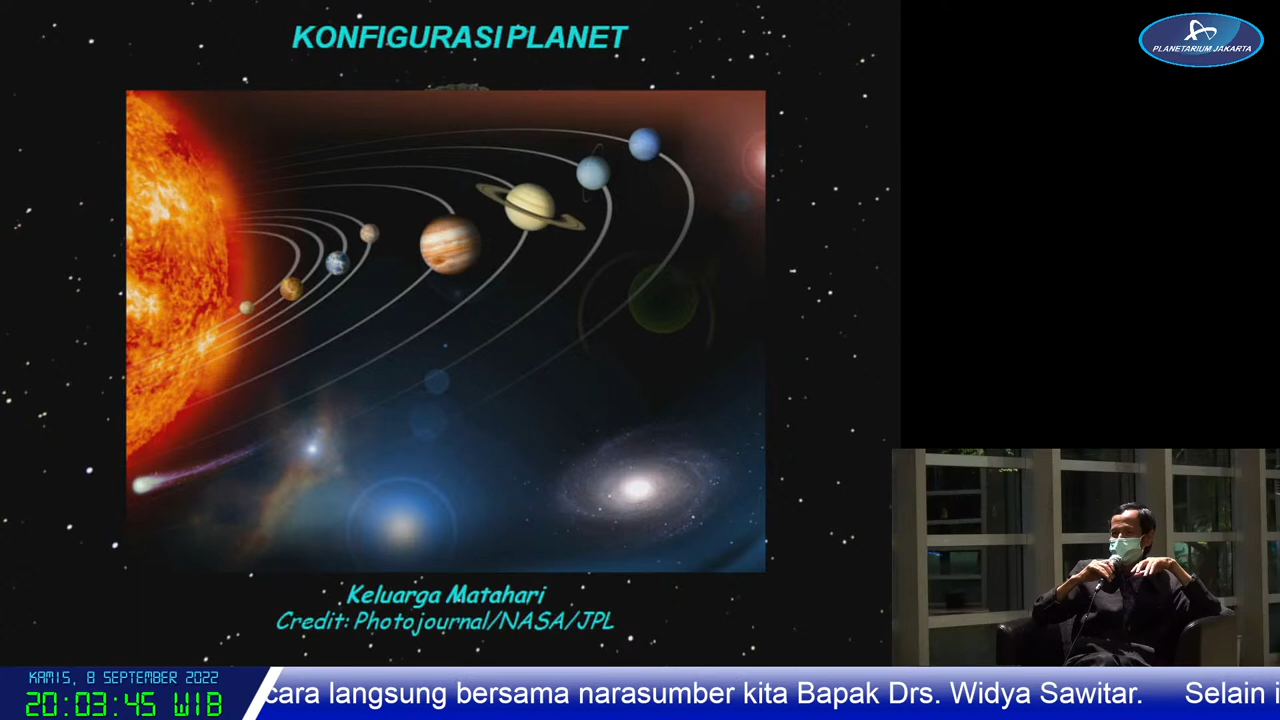 KONFIGURASI PLANET
PLANETARIUM JAKARTA
Keluarga Matahari
Credit: Photojournal/NASA/JPL
KAMIS, 8 SEPTEMBER 2022
20:03:45 WIB
cara langsung bersama narasumber kita Bapak Drs. Widya Sawitar. Selain i